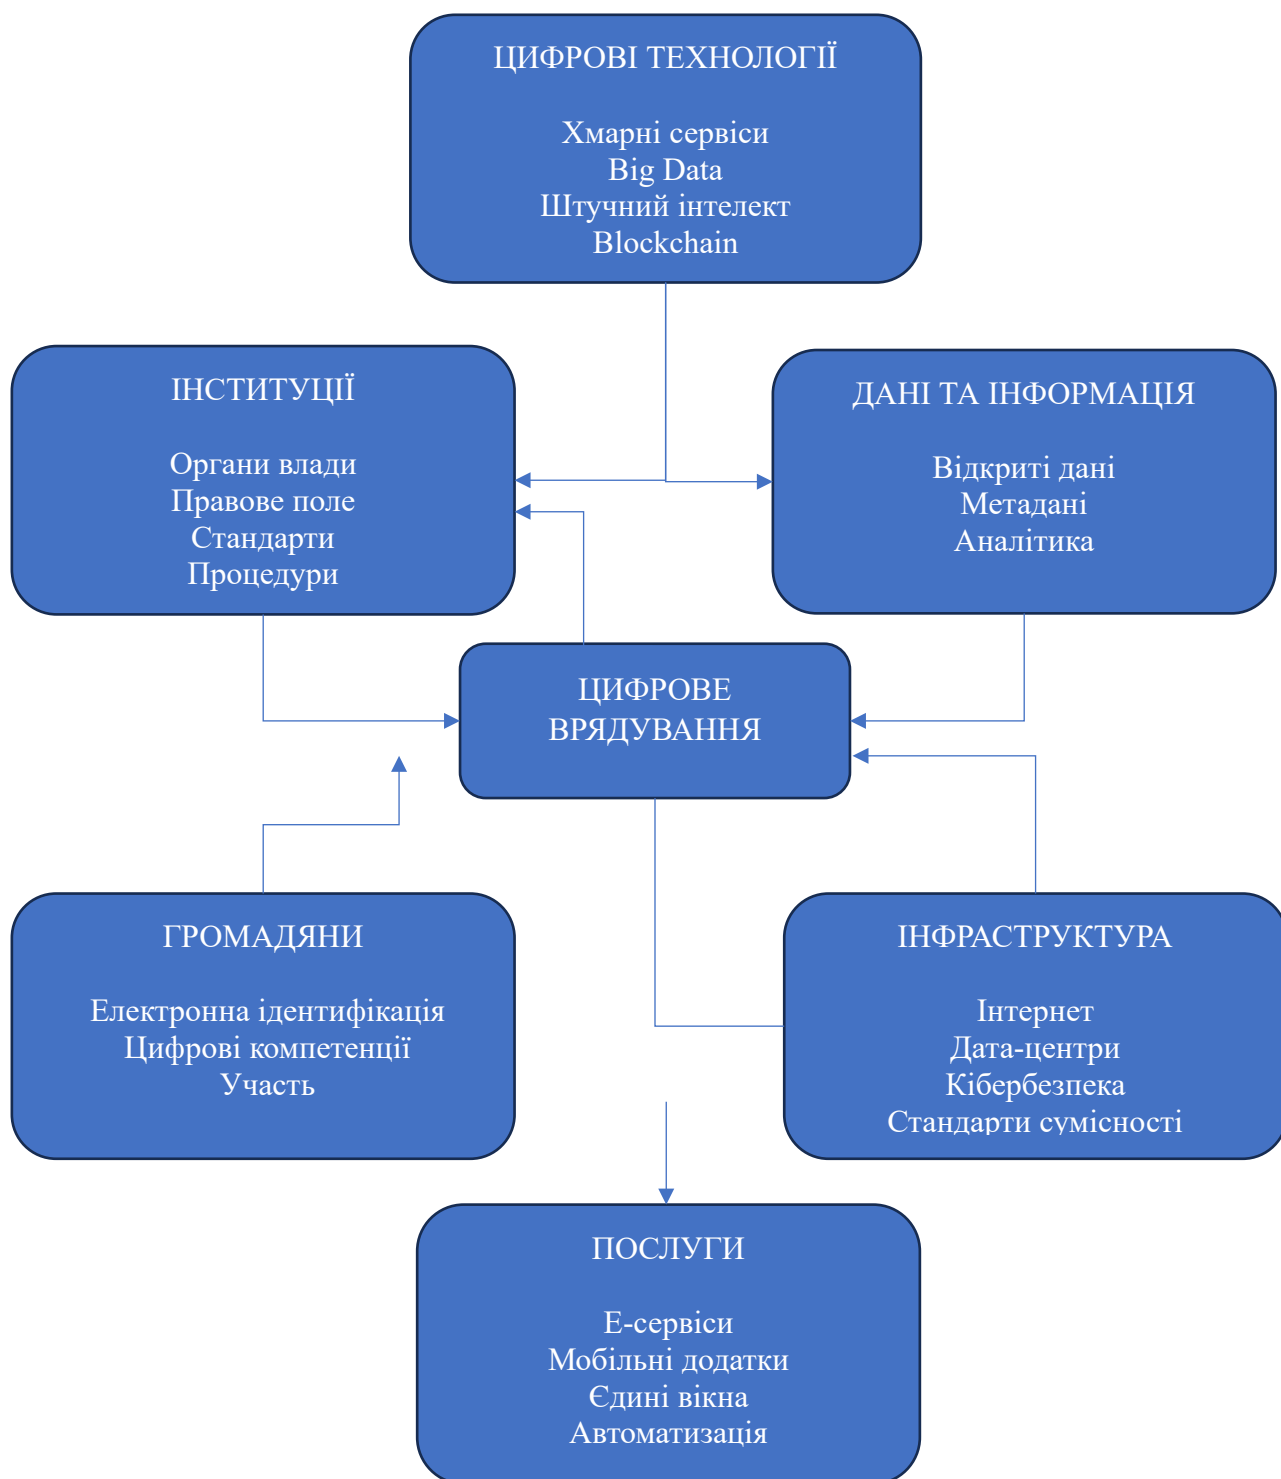 ЦИФРОВІ ТЕХНОЛОГІЇ
Хмарні сервіси
Big Data
Штучний інтелект
Blockchain
ІНСТИТУЦІЇ
Органи влади
Правове поле
Стандарти
Процедури
ДАНІ ТА ІНФОРМАЦІЯ
Відкриті дані
Метадані
Аналітика
ЦИФРОВЕ
ВРЯДУВАННЯ
ГРОМАДЯНИ
Електронна ідентифікація
Цифрові компетенції
Участь
ІНФРАСТРУКТУРА
Інтернет
Дата-центри
Кібербезпека
Стандарти сумісності
ПОСЛУГИ
Е-сервіси
Мобільні додатки
Єдині вікна
Автоматизація